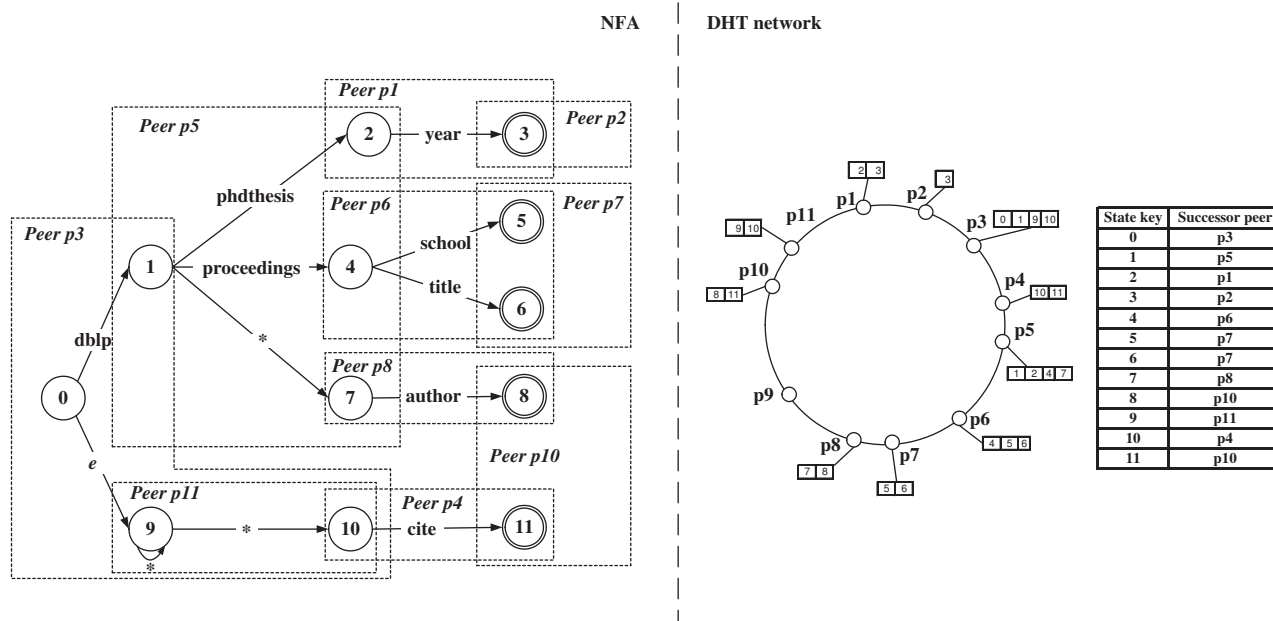 NFA
DHT network
Peer p1
Peer p5
2
year
3
Peer p2
phdthesis
Peer p6
5
Peer p7
Peer p3
school
1
proceedings
4
title
6
dblp
*
Peer p8
0
7
author
8
e
Peer p10
Peer p11
Peer p4
9
*
10
cite
11
*
2 3
p1
3
p2
p11
9 10
p3
0 1 9 10
p10
8 11
p4
10 11
p5
1 2 4 7
p9
p6
4 5 6
p8
7 8
p7
5 6
State key Successor peer
0 p3
1 p5
2 p1
3 p2
4 p6
5 p7
6 p7
7 p8
8 p10
9 p11
10 p4
11 p10